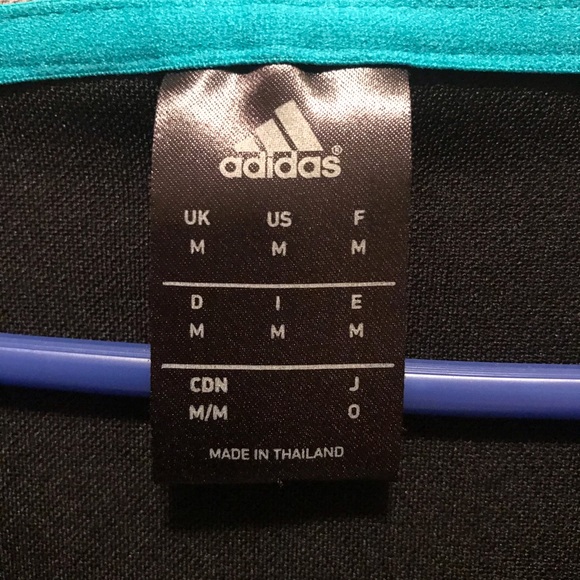 adidas®
UK US F
M M M
D I E
M M M
CDN J
M/M O
MADE IN THAILAND